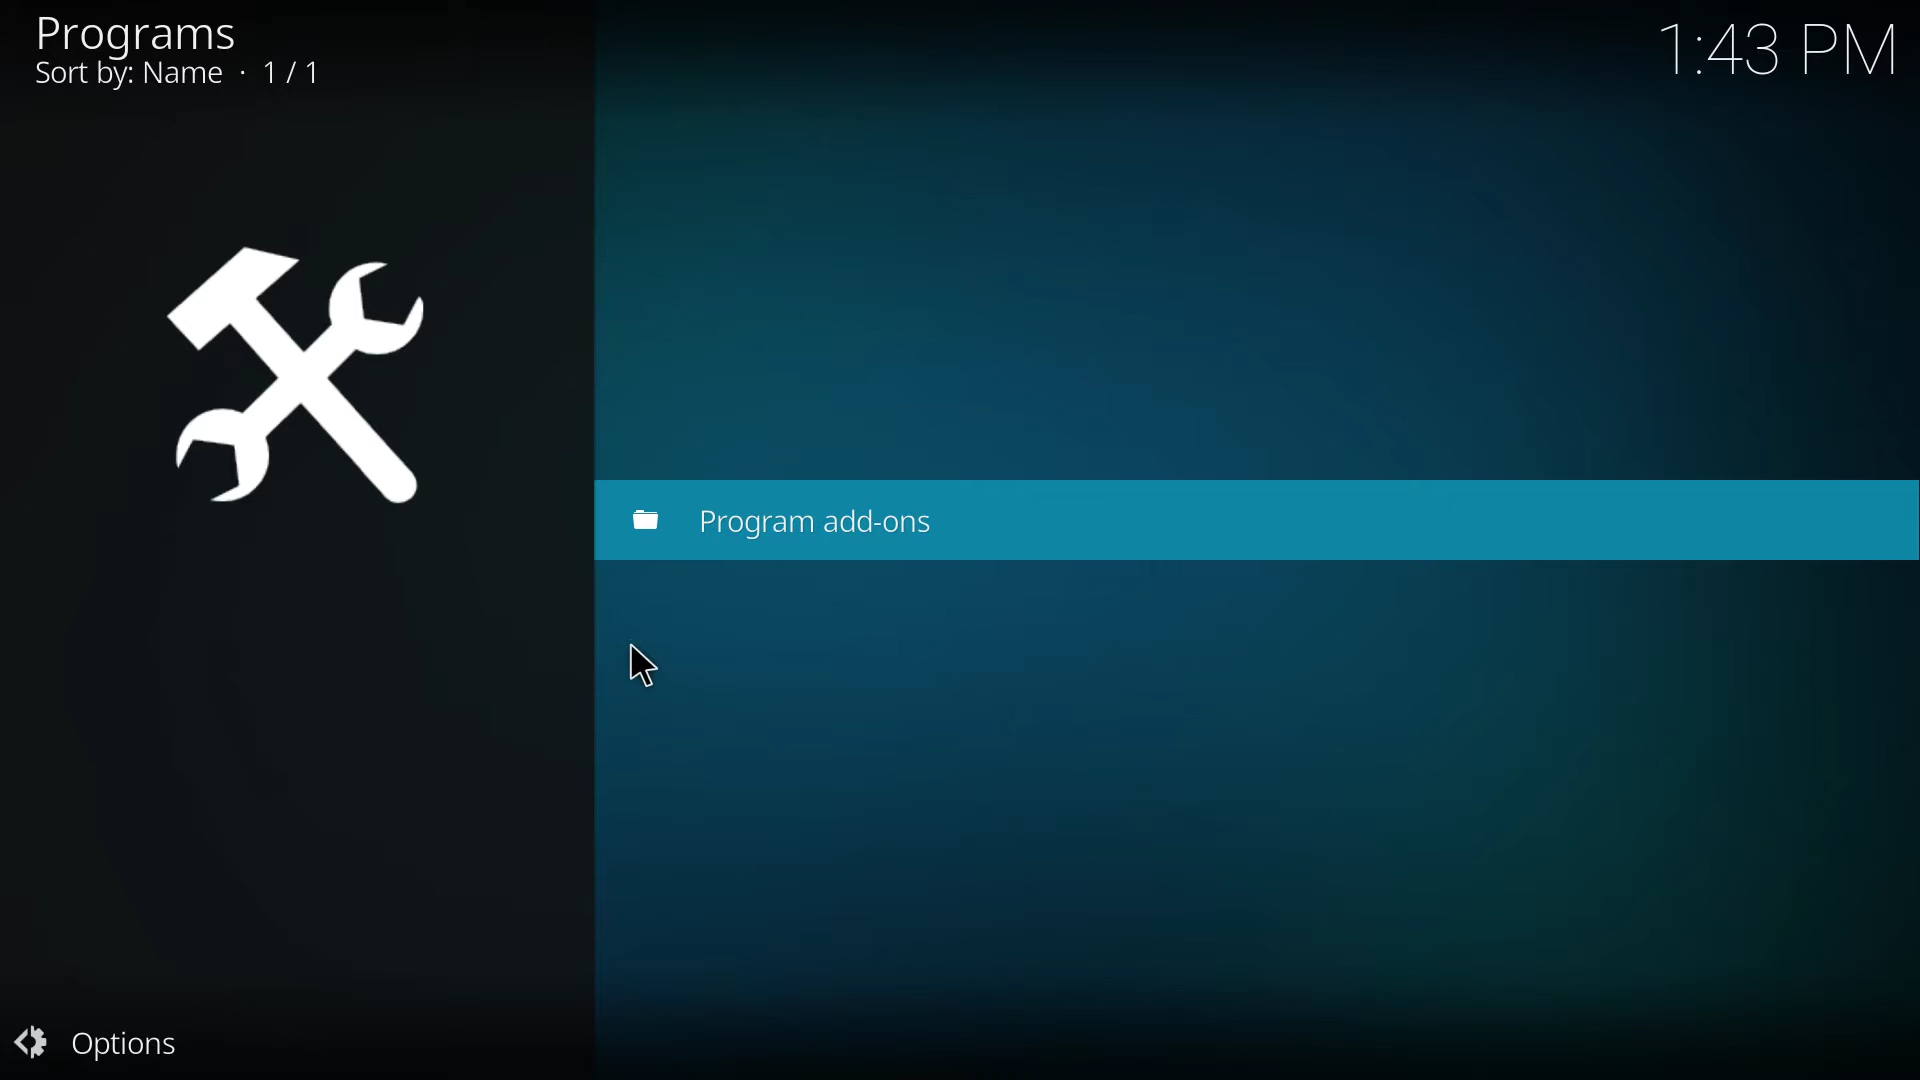 Programs
Sort by: Name · 1 / 1
1:43 PM
Program add-ons
Options